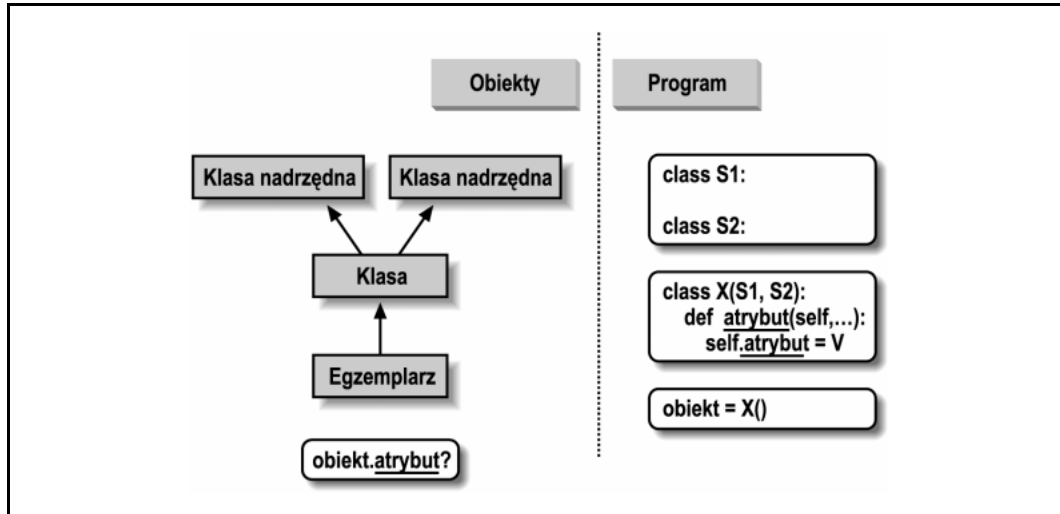 Obiekty
Program
Klasa nadrzędna
Klasa nadrzędna
Klasa
Egzemplarz
obiekt.atrybut?
class S1:
class S2:
class X(S1, S2):
def atrybut(self,...):
self.atrybut = V
obiekt = X()